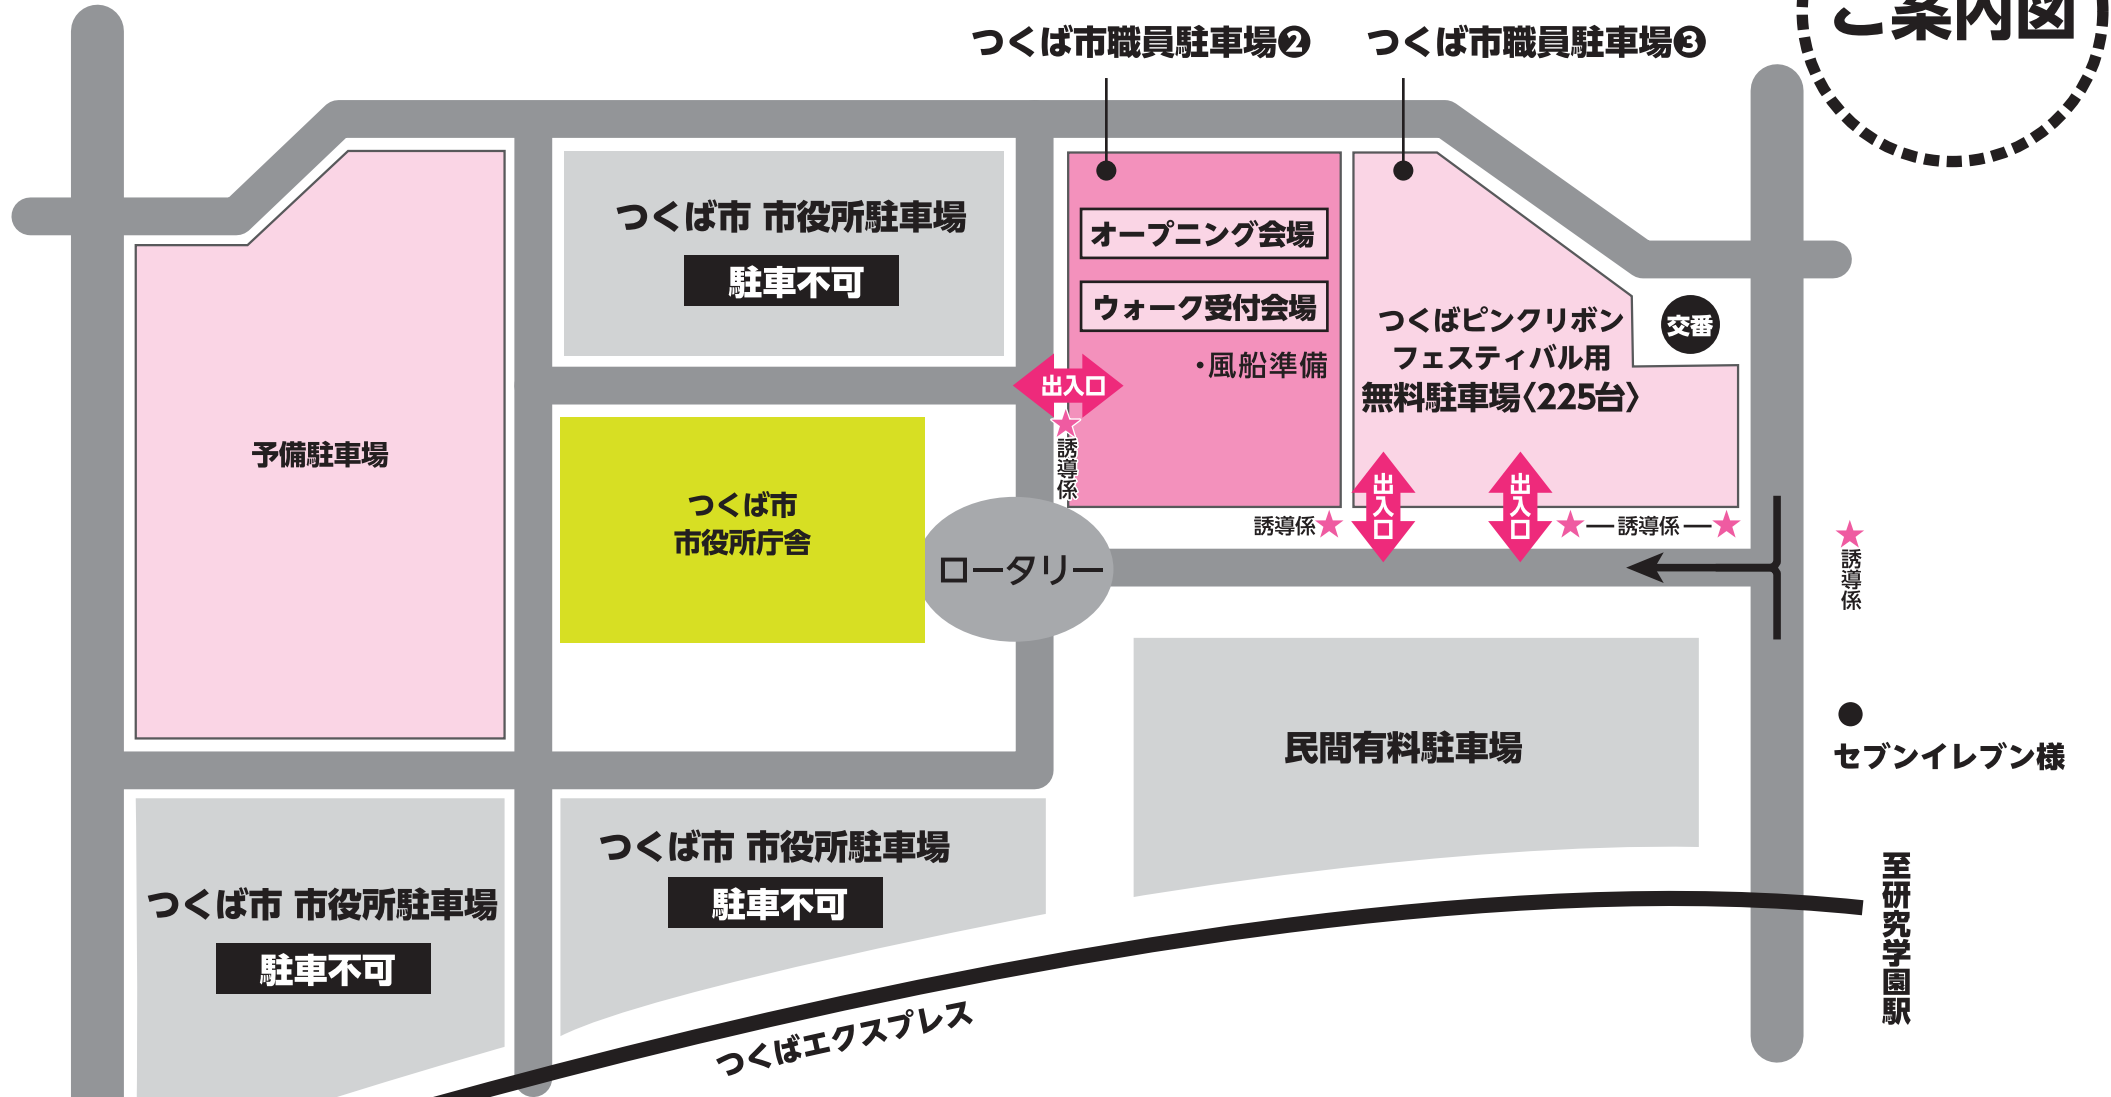 ご案内図
つくば市職員駐車場❷
つくば市職員駐車場❸
つくば市 市役所駐車場
駐車不可
オープニング会場
ウォーク受付会場
・風船準備
つくばピンクリボン
フェスティバル用
無料駐車場〈225台〉
交番
出入口
誘導係
予備駐車場
つくば市
市役所庁舎
ロータリー
誘導係
出入口
出入口
誘導係
誘導係
民間有料駐車場
セブンイレブン様
つくば市 市役所駐車場
駐車不可
つくば市 市役所駐車場
駐車不可
つくばエクスプレス
至研究学園駅